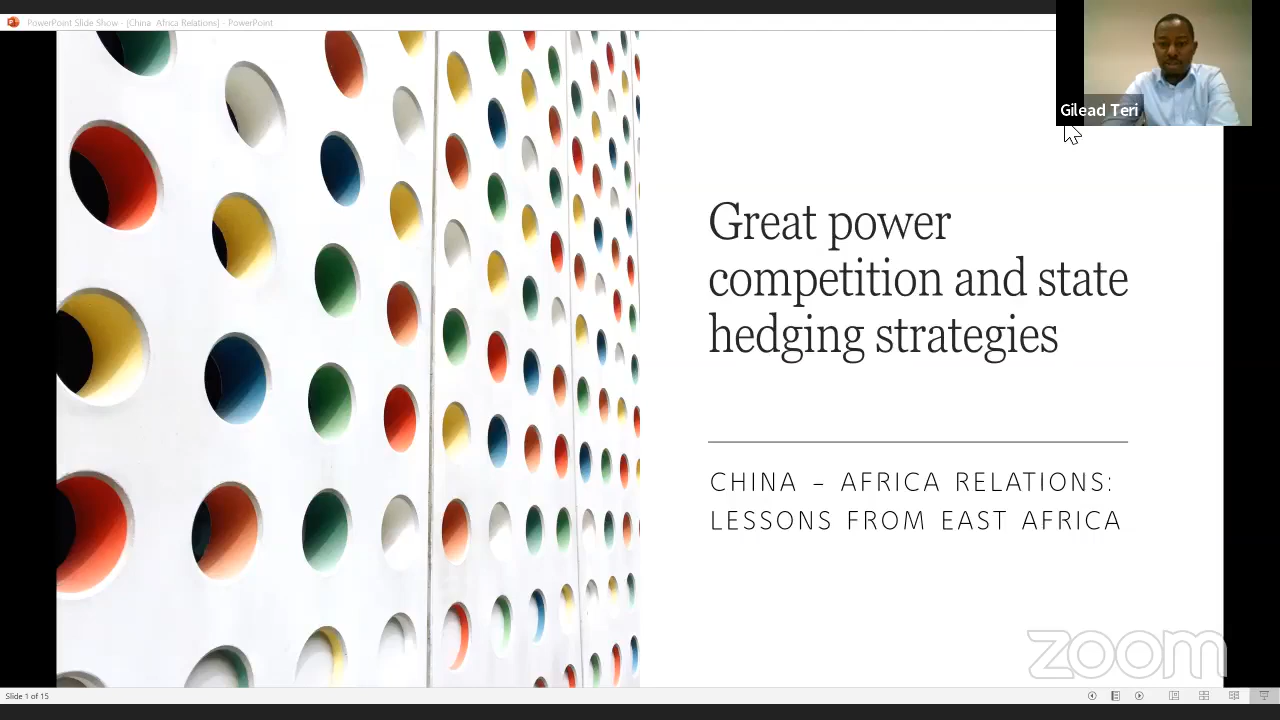 PowerPoint Slide Show - [China Africa Relations] - PowerPoint
Gilead Teri
Great power
competition and state
hedging strategies
CHINA – AFRICA RELATIONS:
LESSONS FROM EAST AFRICA
zoom
Slide 1 of 15